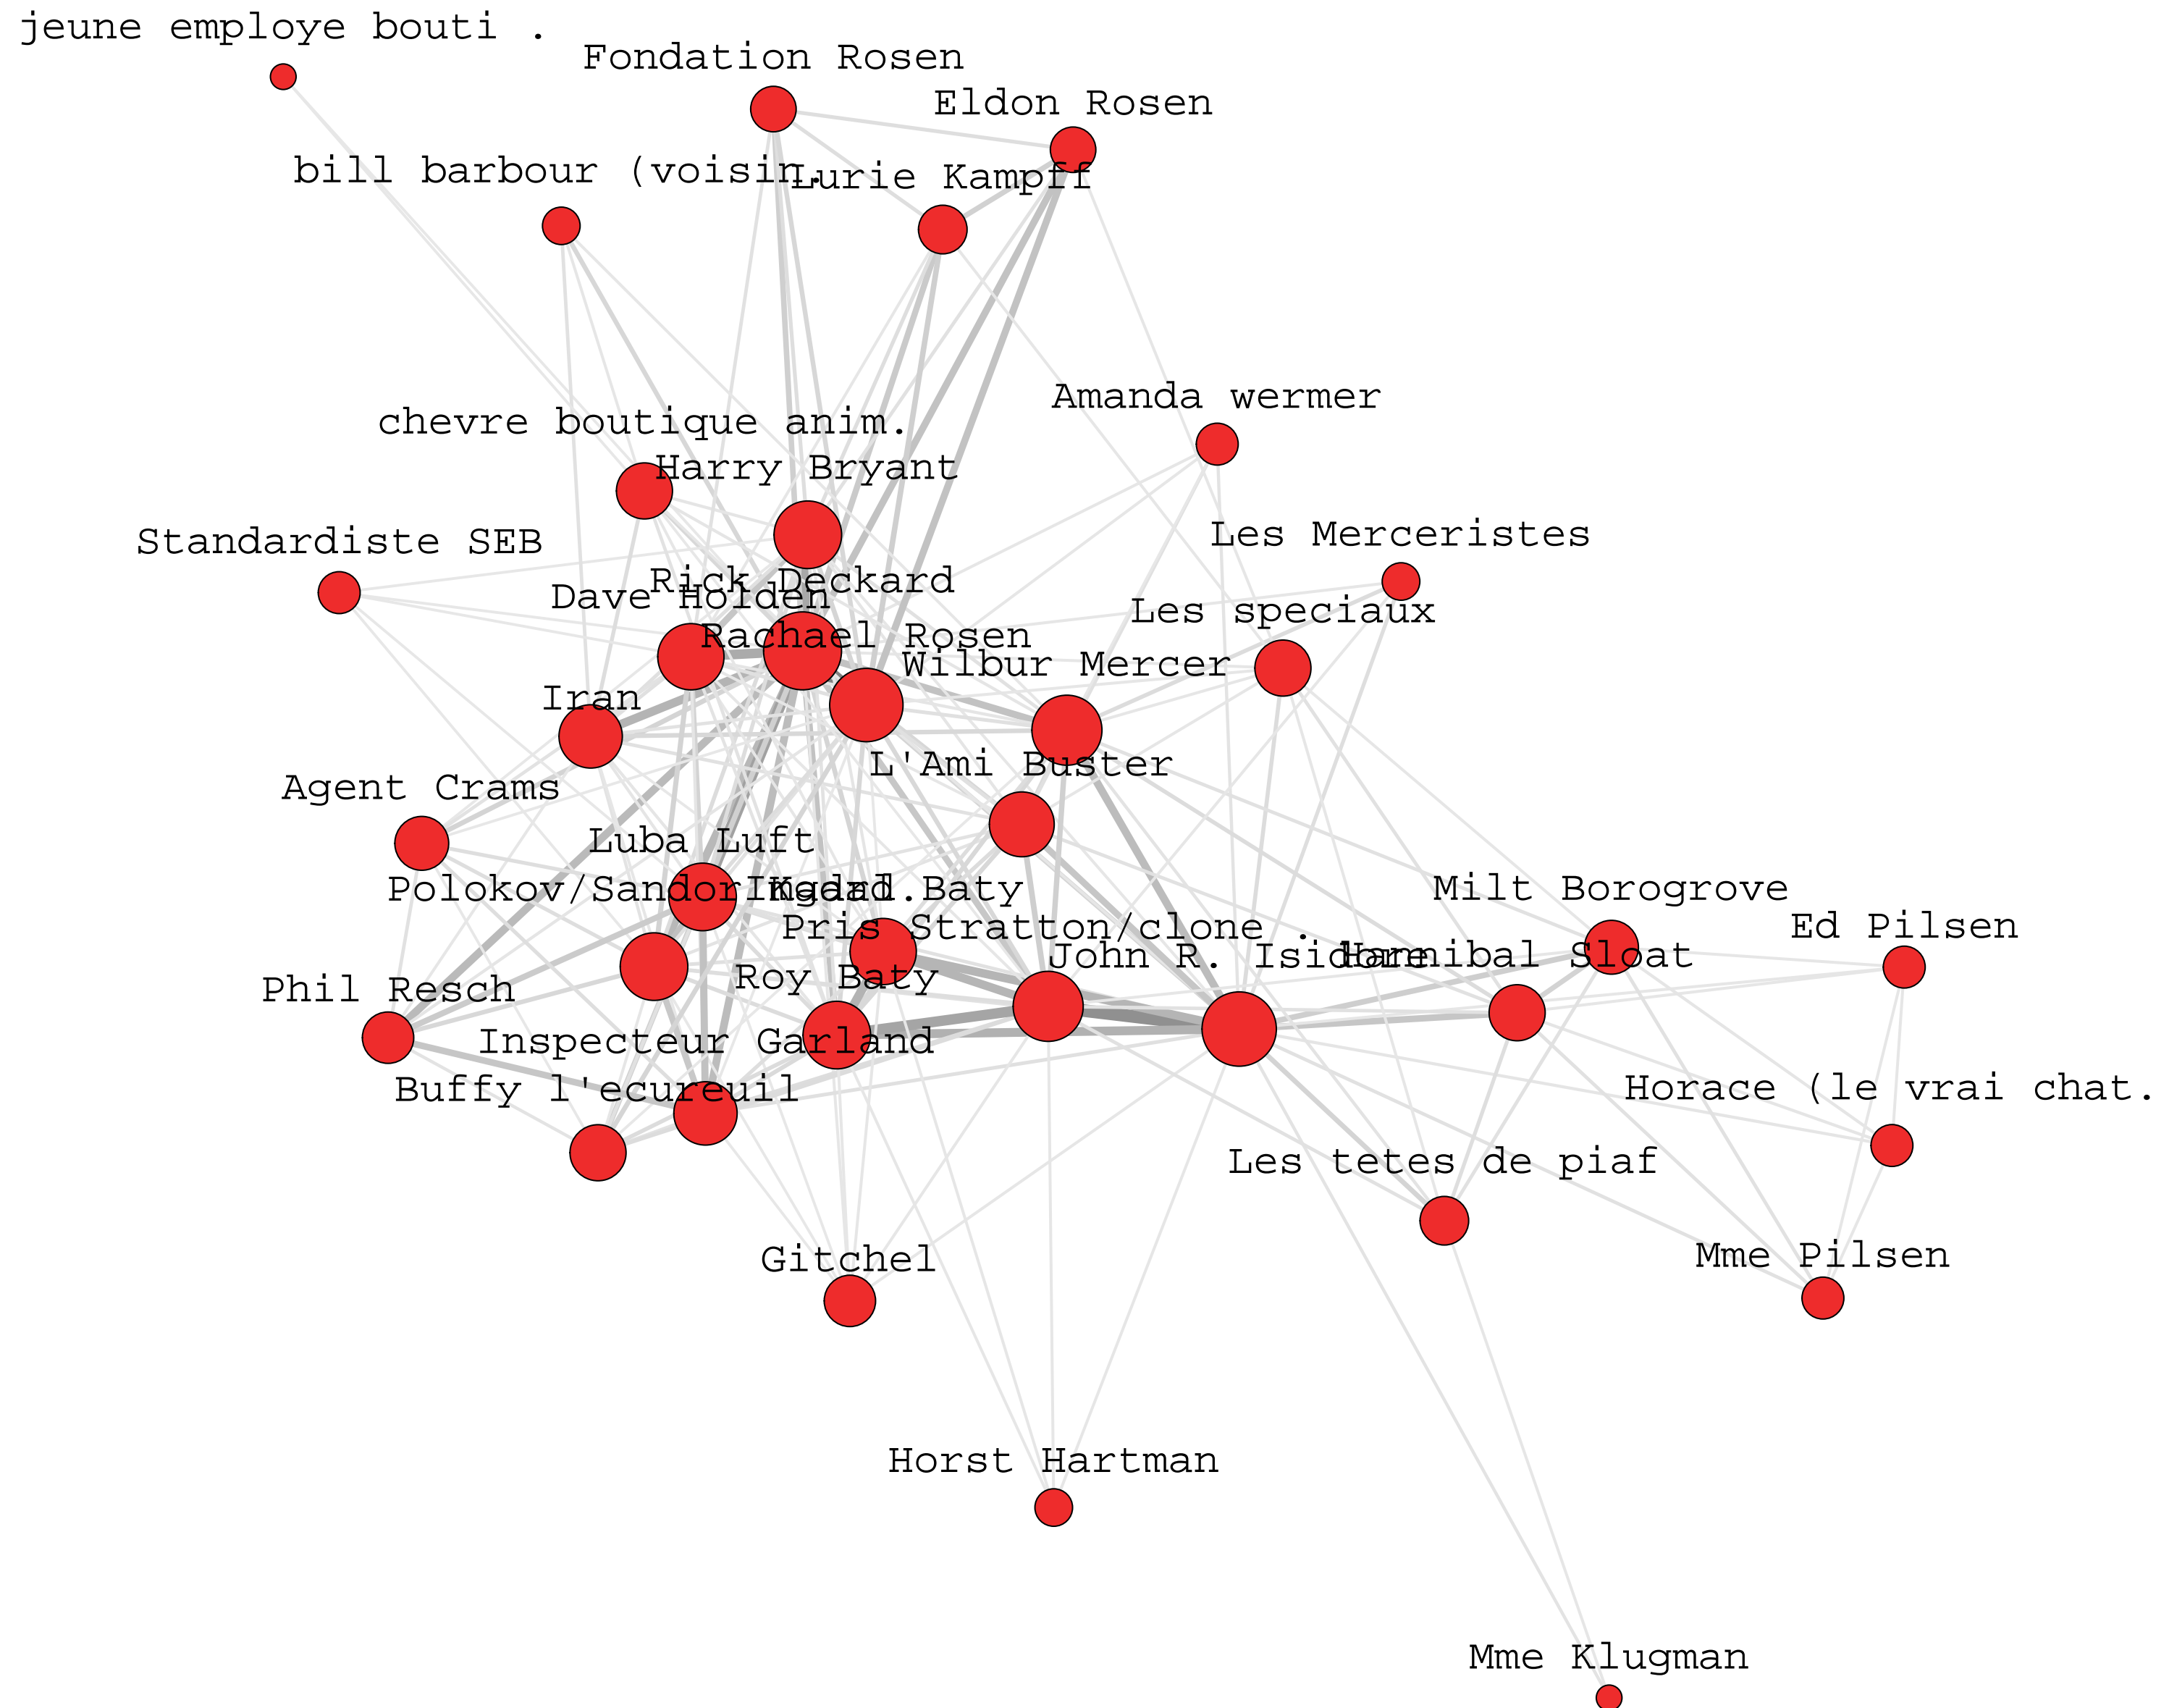 jeune employe bouti .
Fondation Rosen
Eldon Rosen
bill barbour (voisin.
Lurie Kampff
Amanda wermer
chevre boutique anim.
Harry Bryant
Standardiste SEB
Les Merceristes
Rick Deckard
Dave Holden
Les speciaux
Rachael Rosen
Wilbur Mercer
Iran
L'Ami Buster
Agent Crams
Luba Luft
Polokov/Sandor Kadal.
Irmgard Baty
Milt Borogrove
Pris Stratton/clone .
Ed Pilsen
John R. Isidore
Hannibal Sloat
Roy Baty
Phil Resch
Inspecteur Garland
Buffy l'ecureuil
Horace (le vrai chat.
Les tetes de piaf
Gitchel
Mme Pilsen
Horst Hartman
Mme Klugman